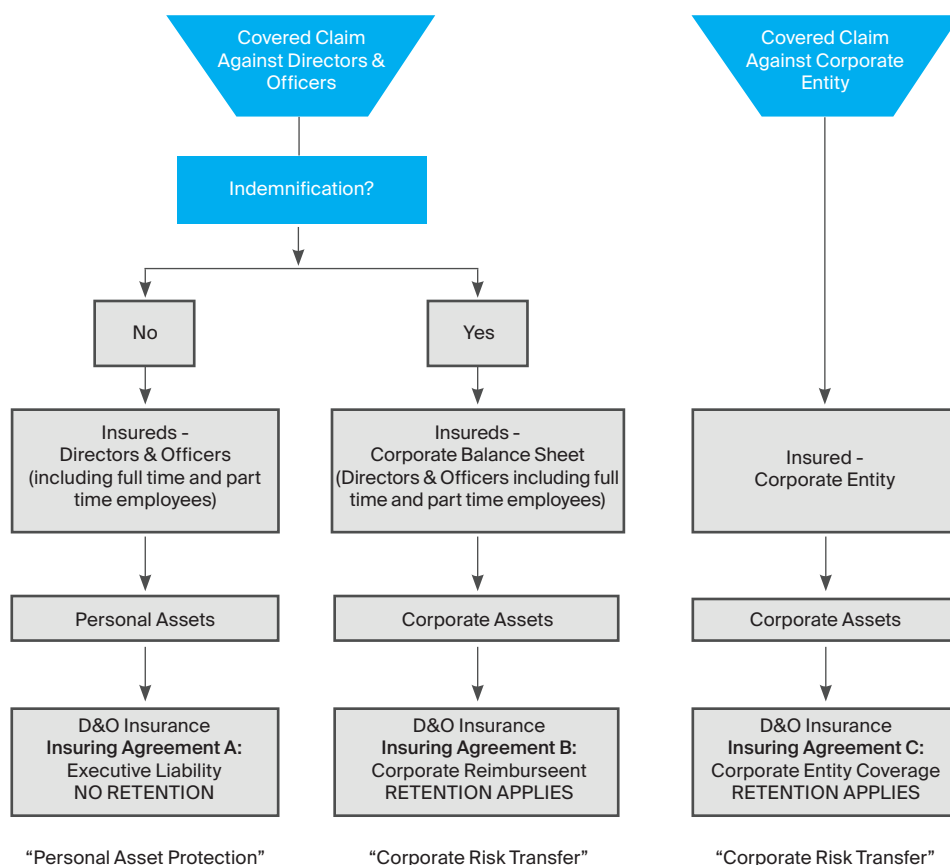 Covered Claim
Against Directors &
Officers
Covered Claim
Against Corporate
Entity
Indemnification?
No
Yes
Insureds -
Directors & Officers
(including full time and part
time employees)
Insureds -
Corporate Balance Sheet
(Directors & Officers including full
time and part time employees)
Insured -
Corporate Entity
Personal Assets
Corporate Assets
Corporate Assets
D&O Insurance
Insuring Agreement A:
Executive Liability
NO RETENTION
D&O Insurance
Insuring Agreement B:
Corporate Reimburseent
RETENTION APPLIES
D&O Insurance
Insuring Agreement C:
Corporate Entity Coverage
RETENTION APPLIES
“Personal Asset Protection”
“Corporate Risk Transfer”
“Corporate Risk Transfer”